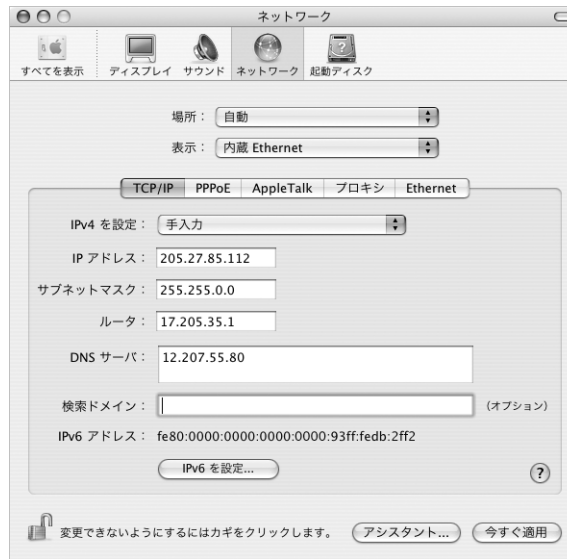 ネットワーク
すべてを表示 ディスプレイ サウンド ネットワーク 起動ディスク
場所： 自動
表示： 内蔵 Ethernet
TCP/IP PPPoE AppleTalk プロキシ Ethernet
IPv4 を設定： 手入力
IP アドレス： 205.27.85.112
サブネットマスク： 255.255.0.0
ルータ： 17.205.35.1
DNS サーバ： 12.207.55.80
検索ドメイン： (オプション)
IPv6 アドレス： fe80:0000:0000:0000:0000:93ff:fedb:2ff2
IPv6 を設定... ?
変更できないようにするにはカギをクリックします。 アシスタント... 今すぐ適用